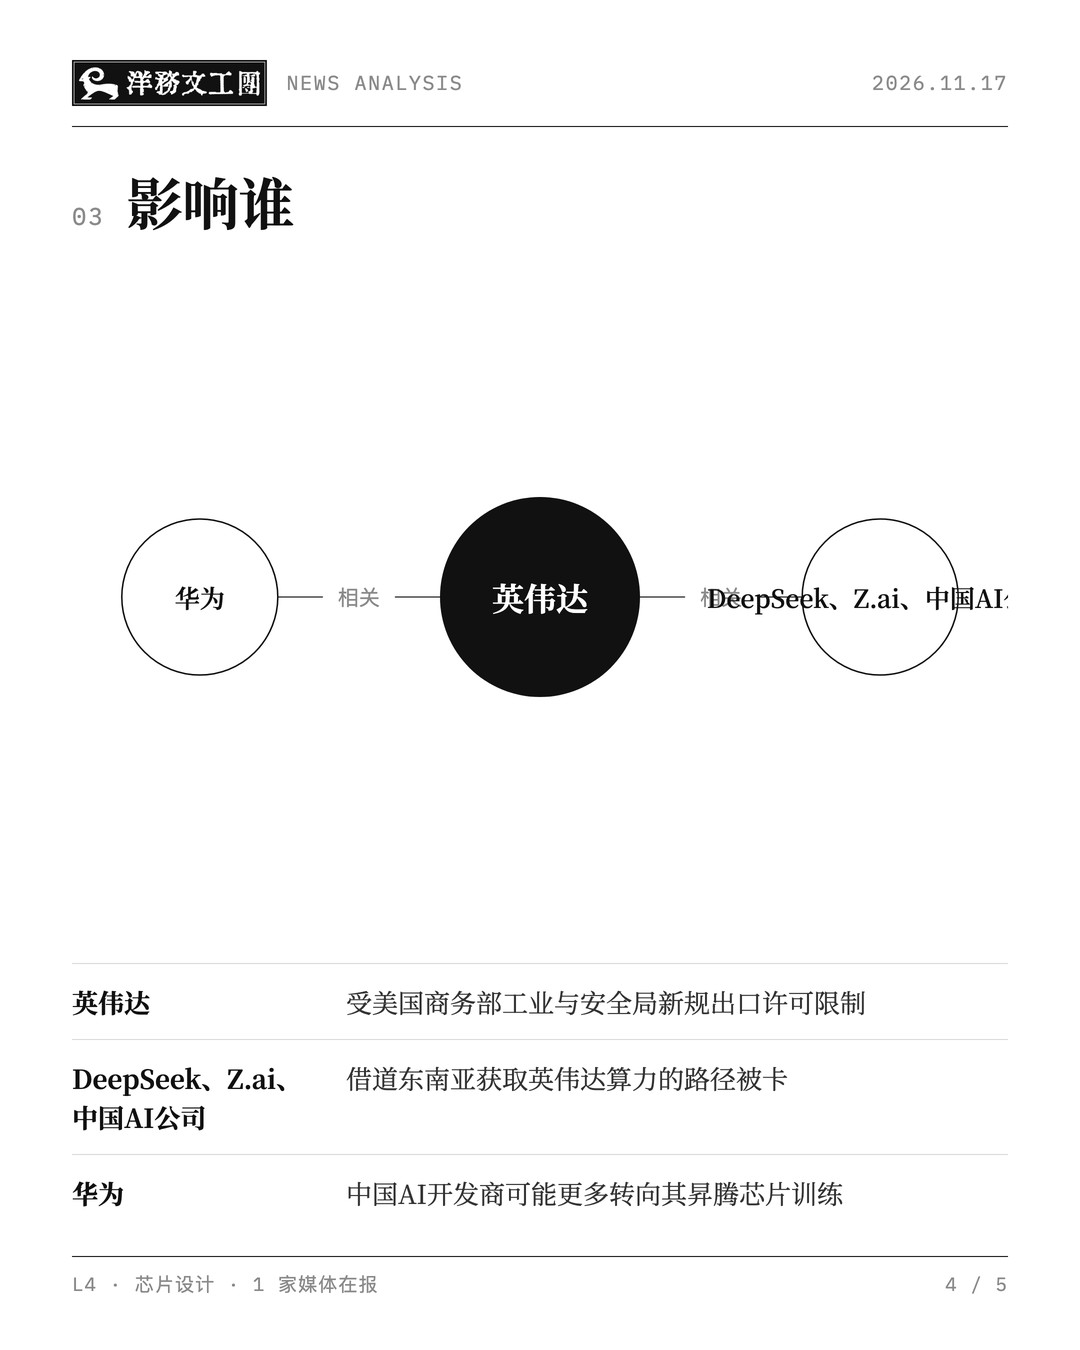 洋務文工團 NEWS ANALYSIS 2026.11.17
03 影响谁
华为 相关 英伟达 相关 DeepSeek、Z.ai、中国AI
英伟达 受美国商务部工业与安全局新规出口许可限制
DeepSeek、Z.ai、 借道东南亚获取英伟达算力的路径被卡
中国AI公司
华为 中国AI开发商可能更多转向其昇腾芯片训练
L4 · 芯片设计 · 1 家媒体在报 4 / 5